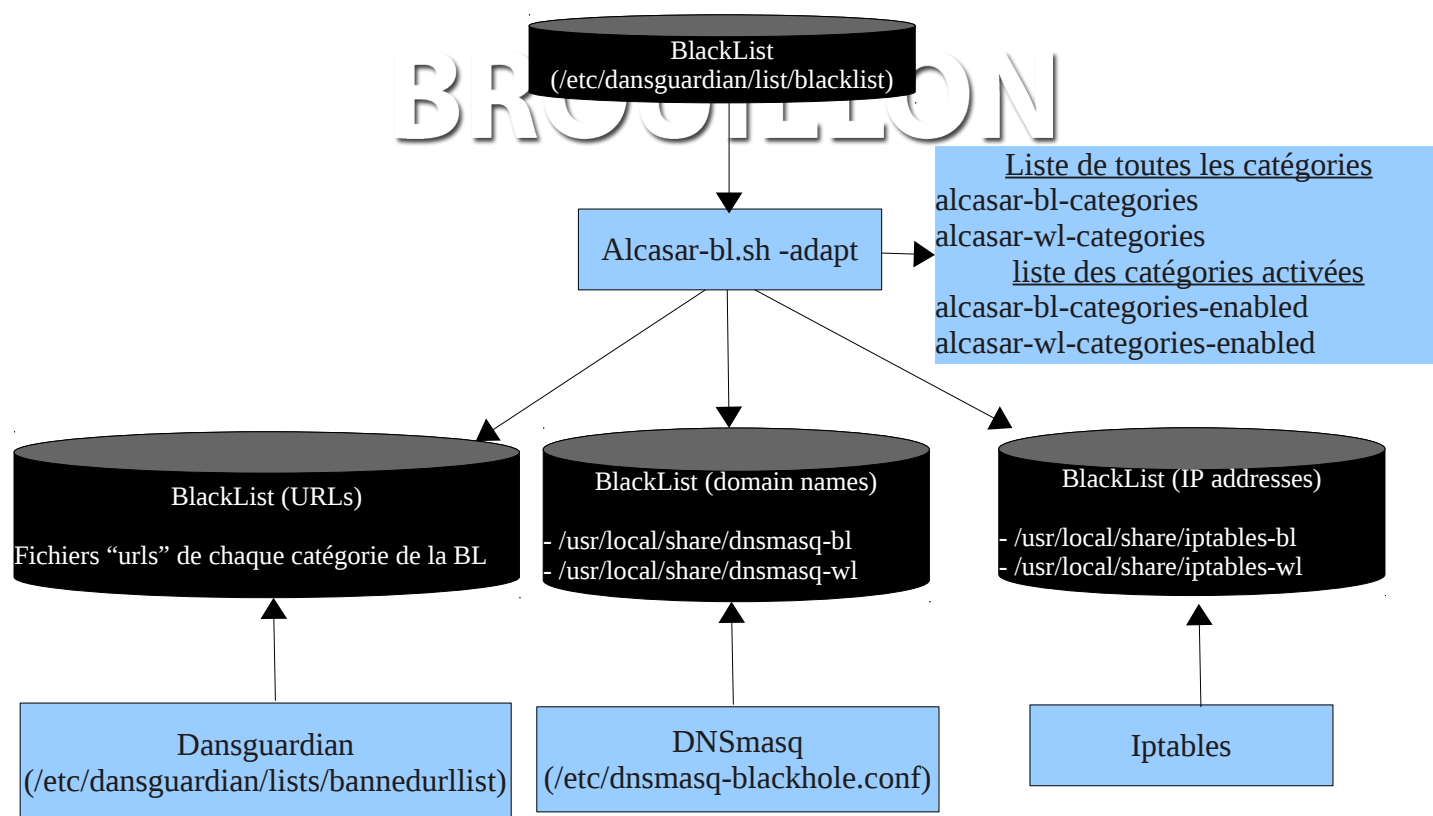 BlackList
(/etc/dansguardian/list/blacklist)
BROUILLON
Liste de toutes les catégories
alcasar-bl-categories
alcasar-wl-categories
liste des catégories activées
alcasar-bl-categories-enabled
alcasar-wl-categories-enabled
Alcasar-bl.sh -adapt
BlackList (URLs)
Fichiers “urls” de chaque catégorie de la BL
BlackList (domain names)
- /usr/local/share/dnsmasq-bl
- /usr/local/share/dnsmasq-wl
BlackList (IP addresses)
- /usr/local/share/iptables-bl
- /usr/local/share/iptables-wl
Dansguardian
(/etc/dansguardian/lists/bannedurllist)
DNSmasq
(/etc/dnsmasq-blackhole.conf)
Iptables